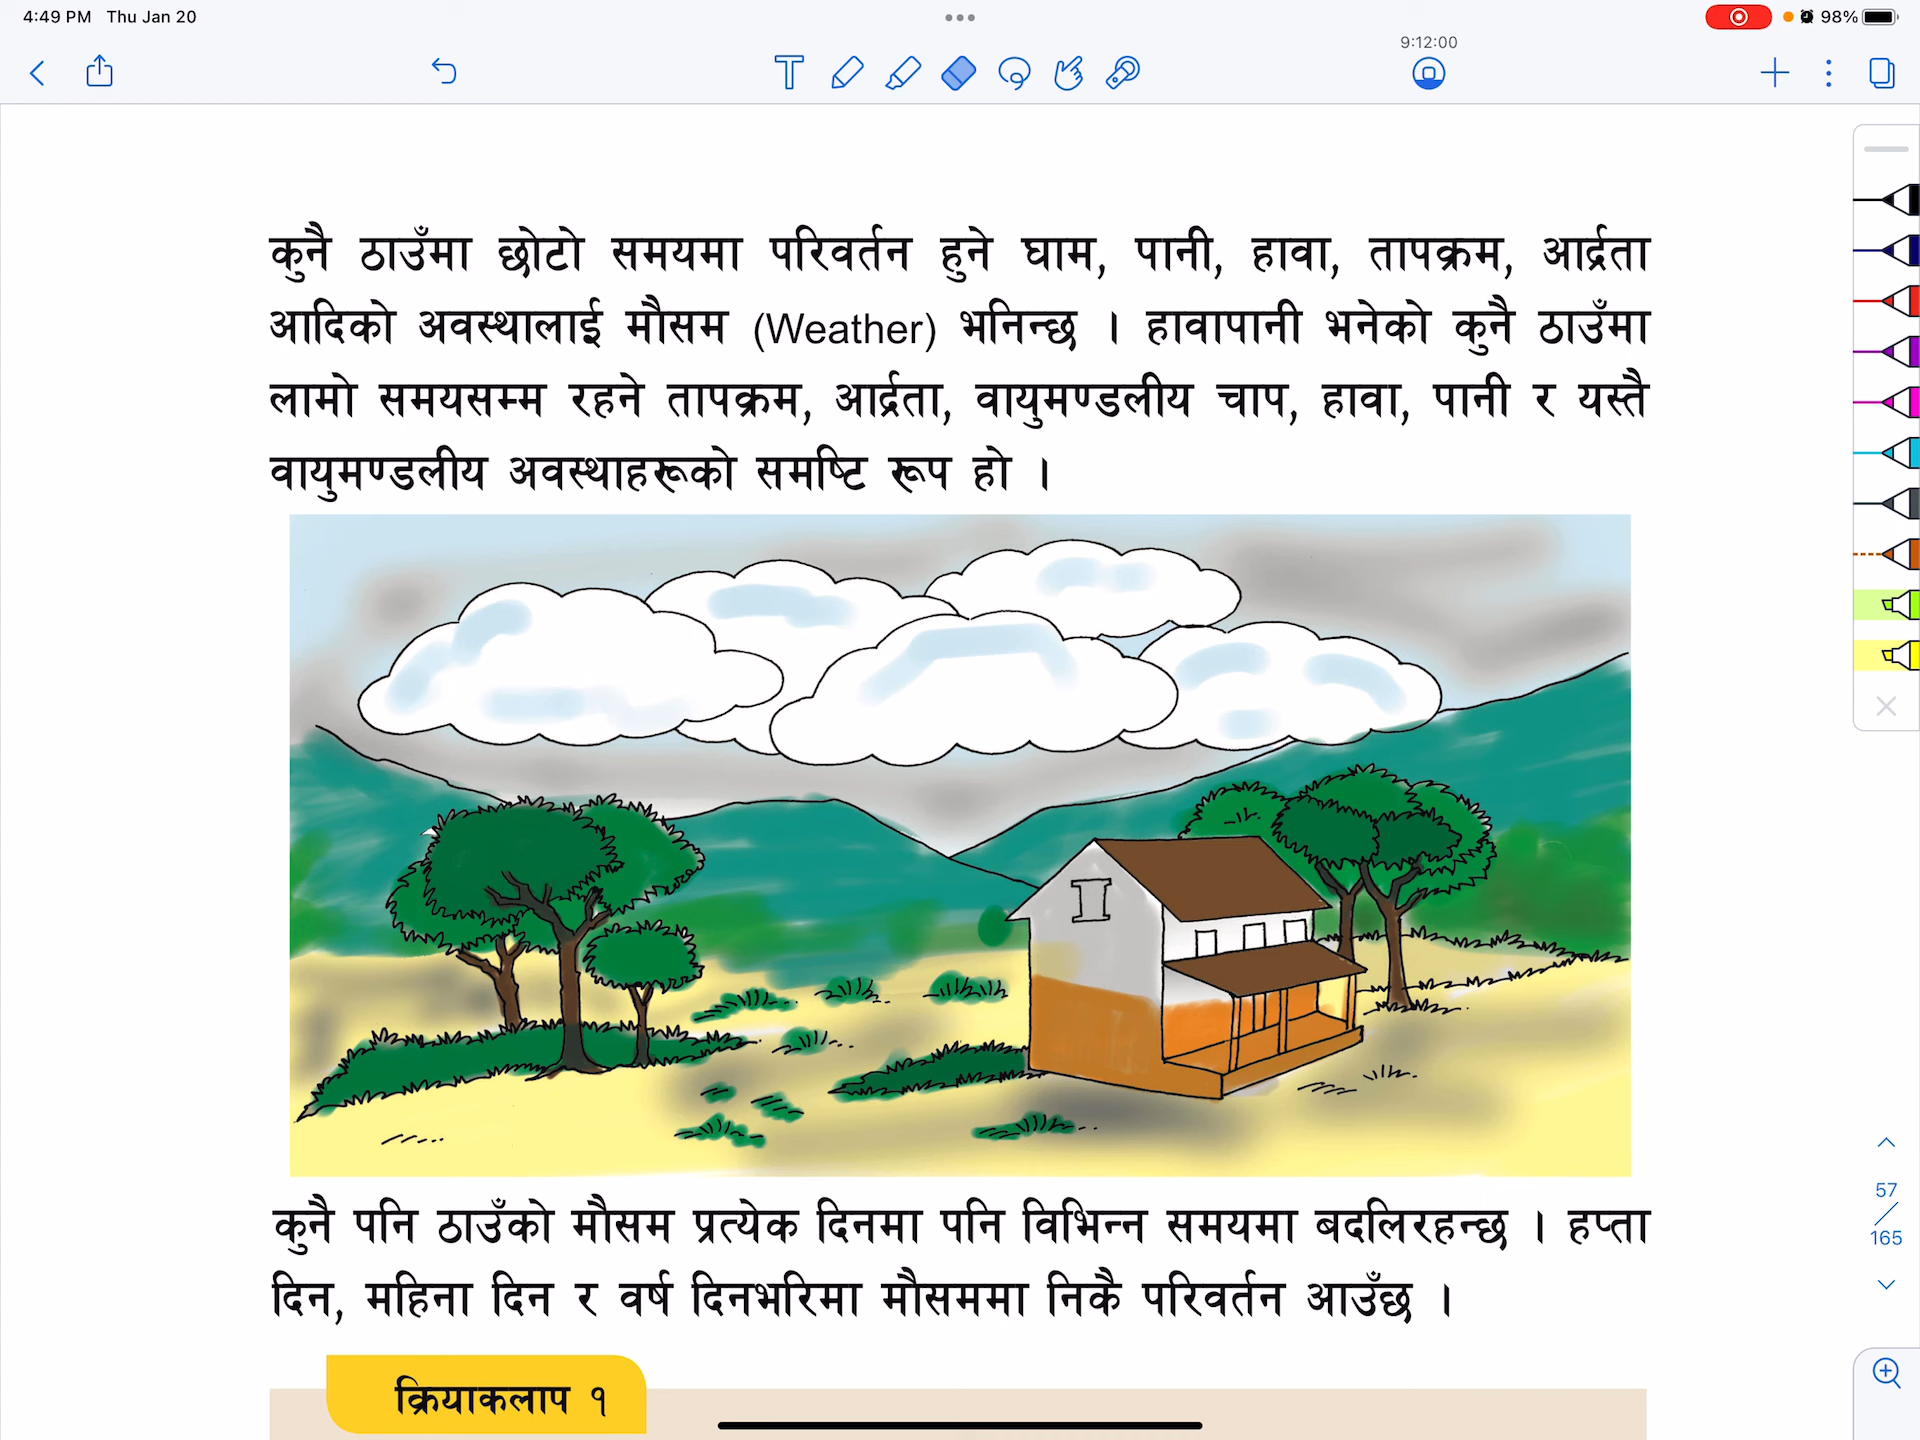 4:49 PM Thu Jan 20
98%
9:12:00
कुनै ठाउँमा छोटो समयमा परिवर्तन हुने घाम, पानी, हावा, तापक्रम, आर्द्रता
आदिको अवस्थालाई मौसम (Weather) भनिन्छ । हावापानी भनेको कुनै ठाउँमा
लामो समयसम्म रहने तापक्रम, आर्द्रता, वायुमण्डलीय चाप, हावा, पानी र यस्तै
वायुमण्डलीय अवस्थाहरूको समष्टि रूप हो ।
कुनै पनि ठाउँको मौसम प्रत्येक दिनमा पनि विभिन्न समयमा बदलिरहन्छ । हप्ता
दिन, महिना दिन र वर्ष दिनभरिमा मौसममा निकै परिवर्तन आउँछ ।
क्रियाकलाप १
57
165